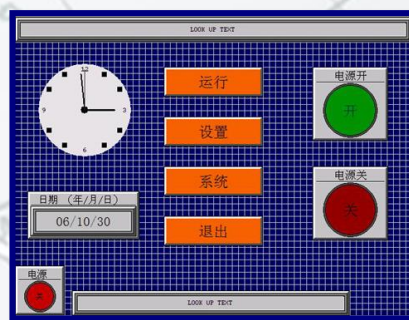 LOOK UP TEXT
12
9
3
6
运行
设置
系统
退出
电源开
开
电源关
关
日期 (年/月/日)
06/10/30
电源
关
LOOK UP TEXT